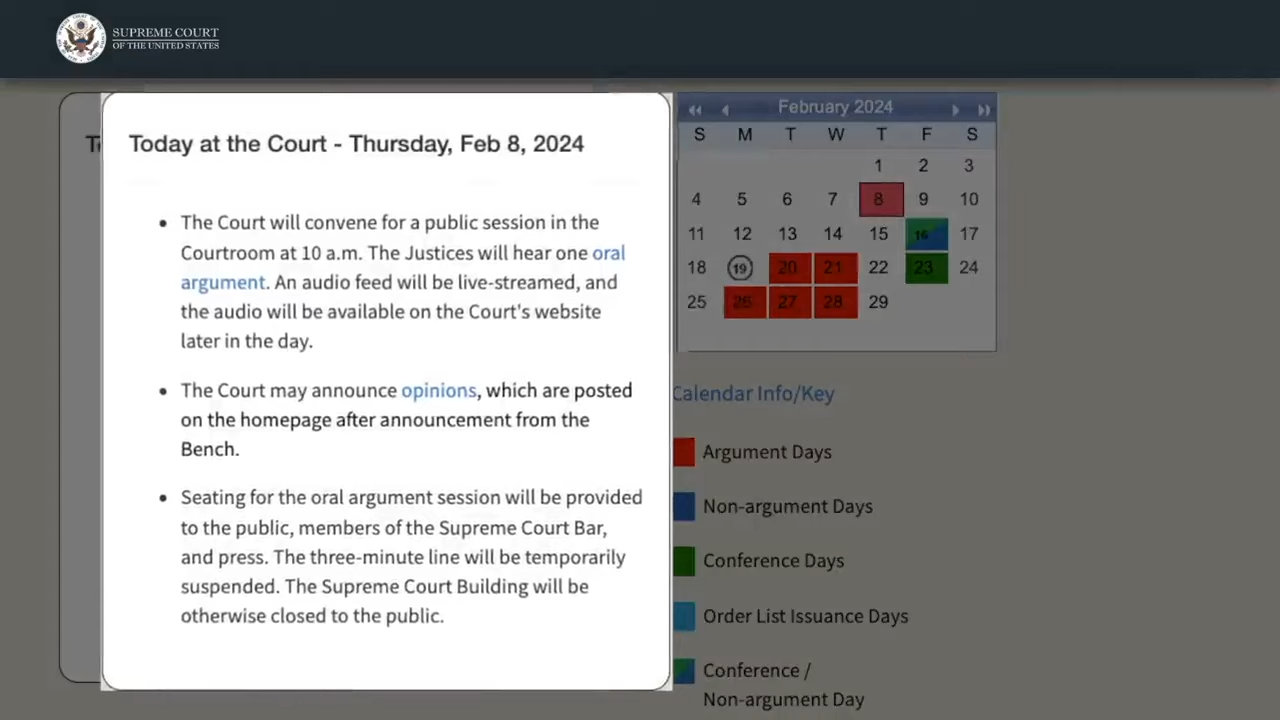 SUPREME COURT
OF THE UNITED STATES
Today at the Court - Thursday, Feb 8, 2024
• The Court will convene for a public session in the
Courtroom at 10 a.m. The Justices will hear one oral
argument. An audio feed will be live-streamed, and
the audio will be available on the Court's website
later in the day.
• The Court may announce opinions, which are posted
on the homepage after announcement from the
Bench.
• Seating for the oral argument session will be provided
to the public, members of the Supreme Court Bar,
and press. The three-minute line will be temporarily
suspended. The Supreme Court Building will be
otherwise closed to the public.
February 2024
S M T W T F S
1 2 3
4 5 6 7 8 9 10
11 12 13 14 15 16 17
18 19 20 21 22 23 24
25 26 27 28 29
Calendar Info/Key
Argument Days
Non-argument Days
Conference Days
Order List Issuance Days
Conference /
Non-argument Day